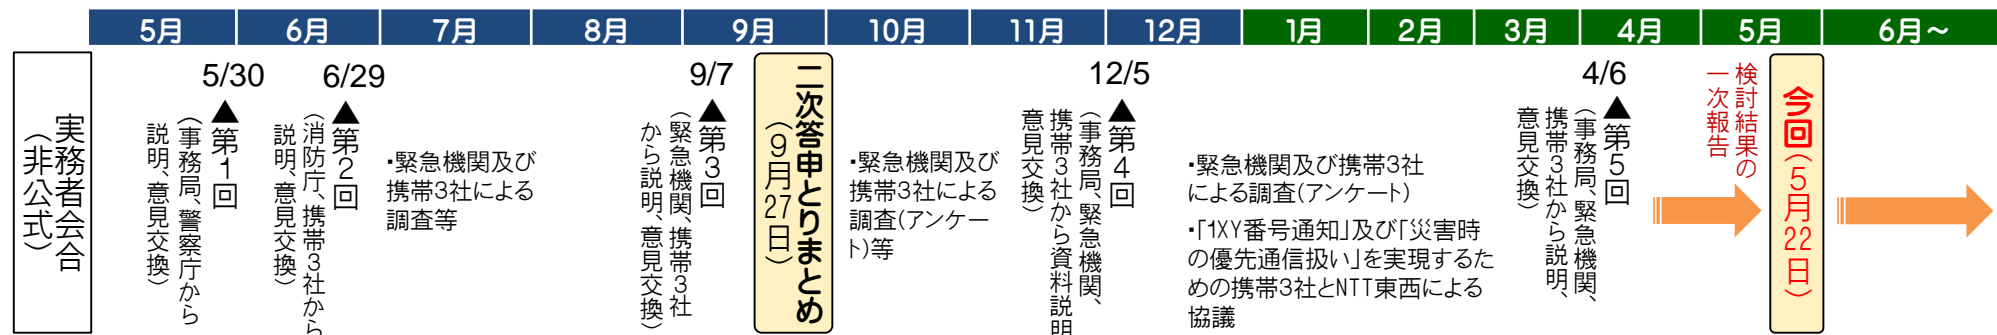 5月 6月 7月 8月 9月 10月 11月 12月 1月 2月 3月 4月 5月 6月～
実務者会合
（非公式）
5/30
▲第1回
（事務局、警察庁から
説明、意見交換）
6/29
▲第2回
（消防庁、携帯3社から
説明、意見交換）
・緊急機関及び
携帯3社による
調査等
9/7
▲第3回
（緊急機関、携帯3社
から説明、意見交換）
二次答申とりまとめ
（9月27日）
・緊急機関及び
携帯3社による
調査(アンケー
ト)等
12/5
▲第4回
（事務局、緊急機関、
携帯3社から資料説明
意見交換）
・緊急機関及び携帯3社
による調査(アンケート)
・「1XY番号通知」及び「災害時
の優先通信扱い」を実現するた
めの携帯3社とNTT東西による
協議
4/6
▲第5回
（事務局、緊急機関、
携帯3社から説明、
意見交換）
検討結果の
一次報告
今回（5月22日）